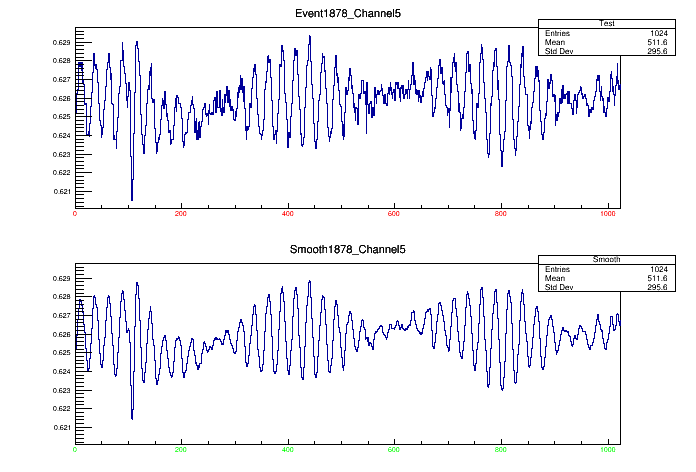 Event1878_Channel5
Test
Entries 1024
Mean 511.6
Std Dev 295.6
0.629
0.628
0.627
0.626
0.625
0.624
0.623
0.622
0.621
0 200 400 600 800 1000
Smooth1878_Channel5
Smooth
Entries 1024
Mean 511.6
Std Dev 295.6
0.629
0.628
0.627
0.626
0.625
0.624
0.623
0.622
0.621
0 200 400 600 800 1000